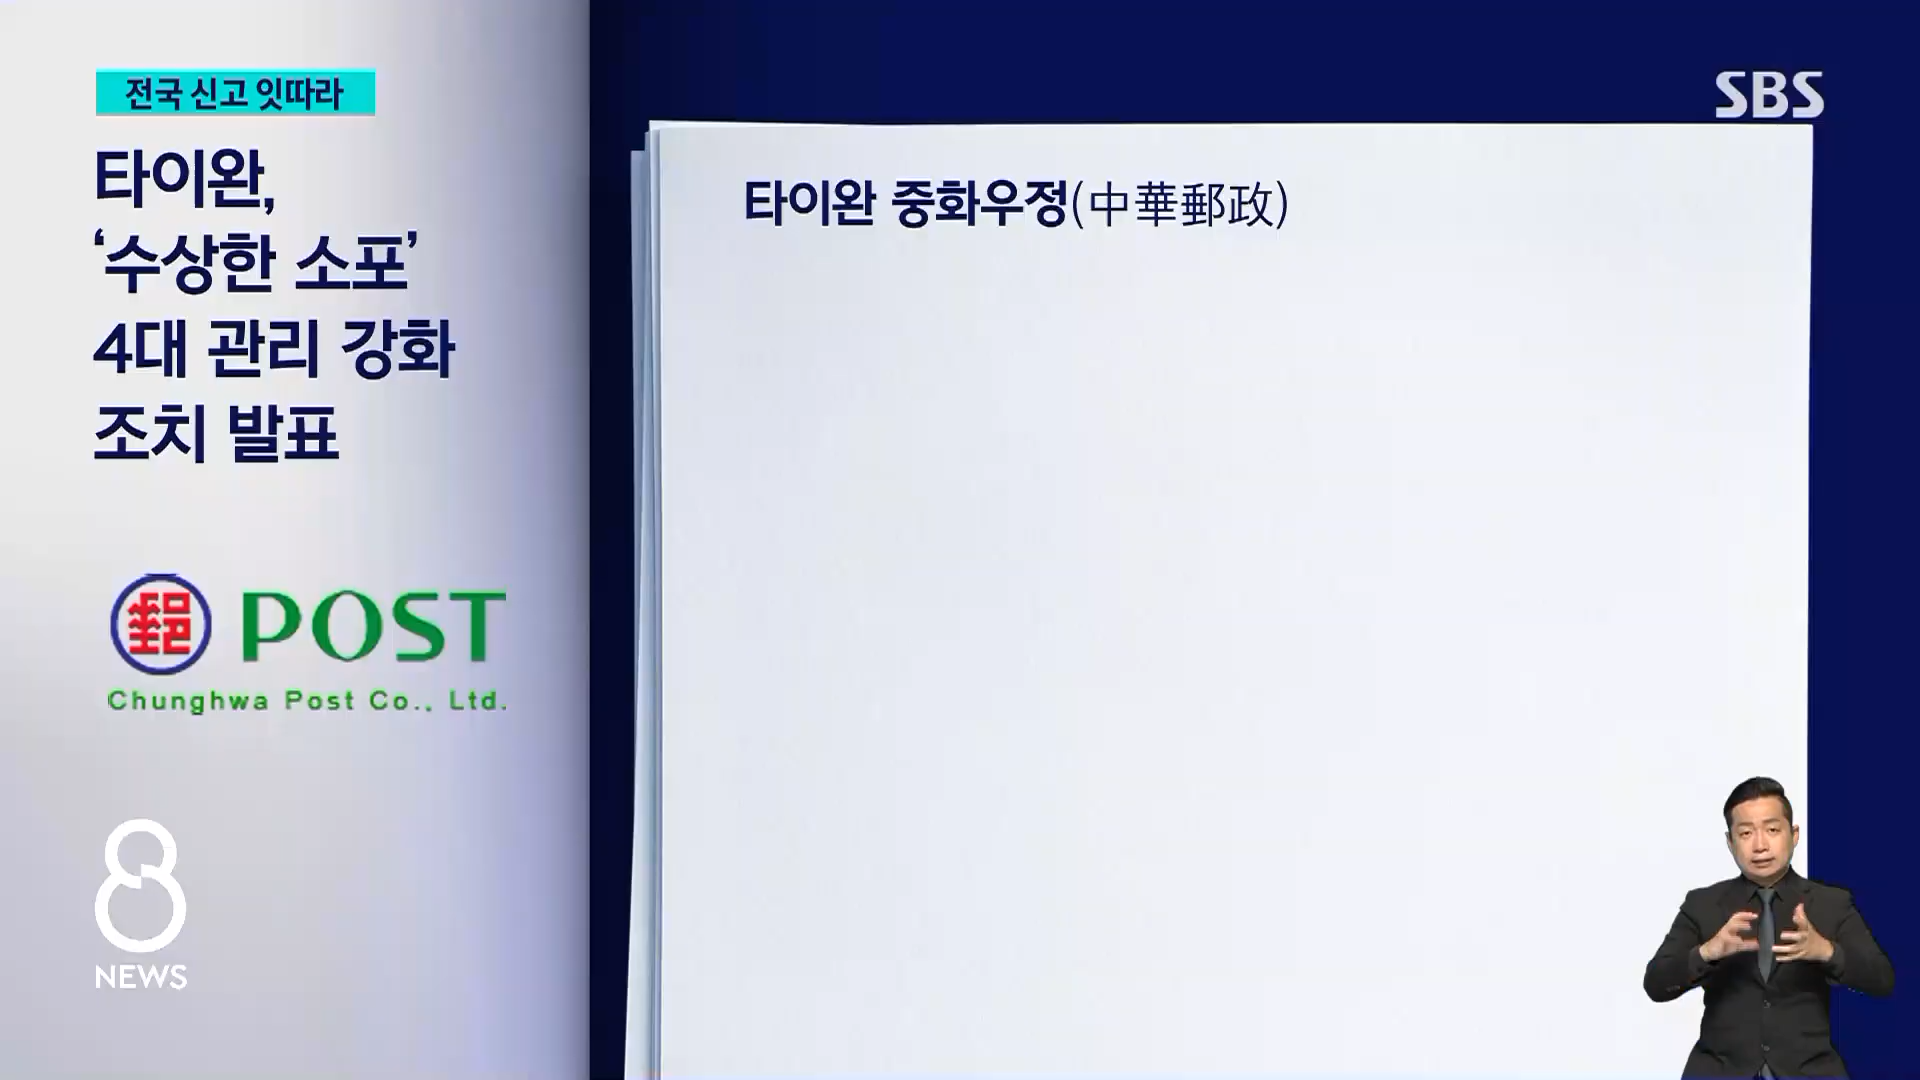 전국 신고 잇따라
타이완,
‘수상한 소포’
4대 관리 강화
조치 발표
郵 POST
Chunghwa Post Co., Ltd.
8
NEWS
SBS
타이완 중화우정(中華郵政)